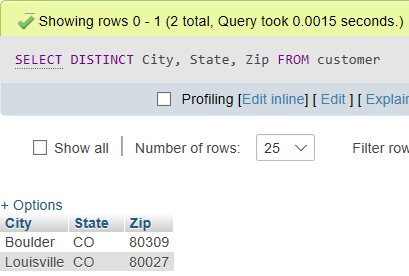 Showing rows 0 - 1 (2 total, Query took 0.0015 seconds.)
SELECT DISTINCT City, State, Zip FROM customer
Profiling [Edit inline] [ Edit ] [ Explain
Show all Number of rows: 25 Filter row
+ Options
City State Zip
Boulder CO 80309
Louisville CO 80027